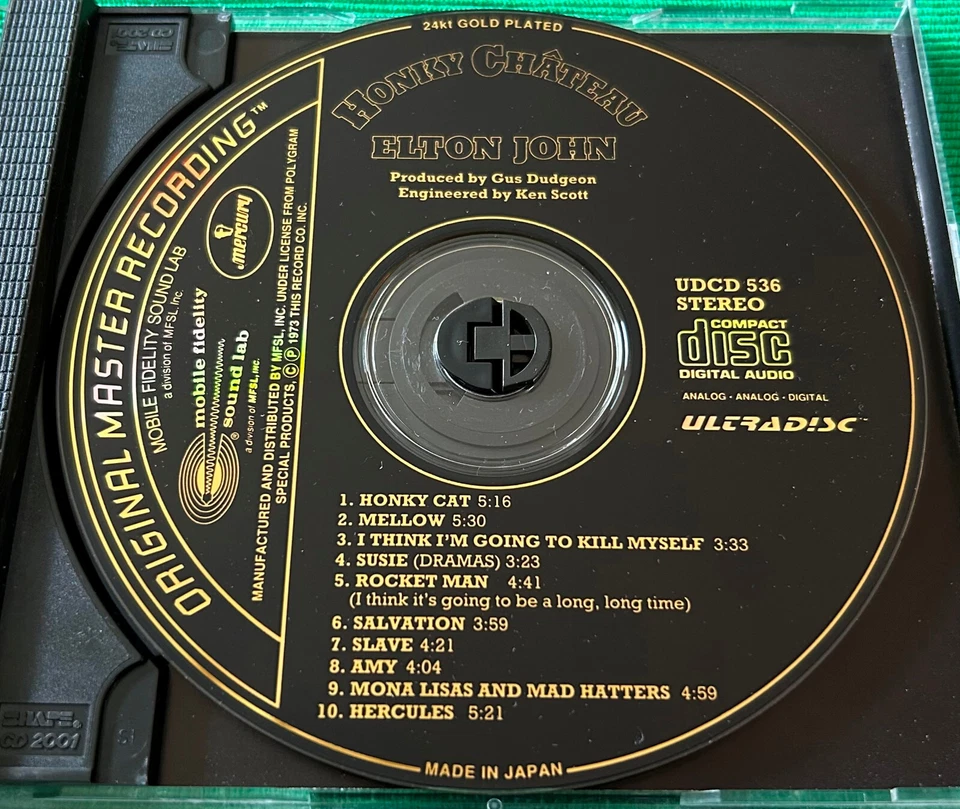 24kt GOLD PLATED
HONKY CHÂTEAU
ELTON JOHN
Produced by Gus Dudgeon
Engineered by Ken Scott
ORIGINAL MASTER RECORDING™
MOBILE FIDELITY SOUND LAB
a division of MFSL, Inc.
mercury
mobile fidelity
sound lab
®
a division of MFSL, INC.
MANUFACTURED AND DISTRIBUTED BY MFSL, INC. UNDER LICENSE FROM POLYGRAM
SPECIAL PRODUCTS, Ⓒ Ⓟ 1973 THIS RECORD CO. INC.
UDCD 536
STEREO
COMPACT
disc
DIGITAL AUDIO
ANALOG · ANALOG · DIGITAL
ULTRADISC™
1. HONKY CAT 5:16
2. MELLOW 5:30
3. I THINK I'M GOING TO KILL MYSELF 3:33
4. SUSIE (DRAMAS) 3:23
5. ROCKET MAN 4:41
(I think it's going to be a long, long time)
6. SALVATION 3:59
7. SLAVE 4:21
8. AMY 4:04
9. MONA LISAS AND MAD HATTERS 4:59
10. HERCULES 5:21
MADE IN JAPAN
CD 2001